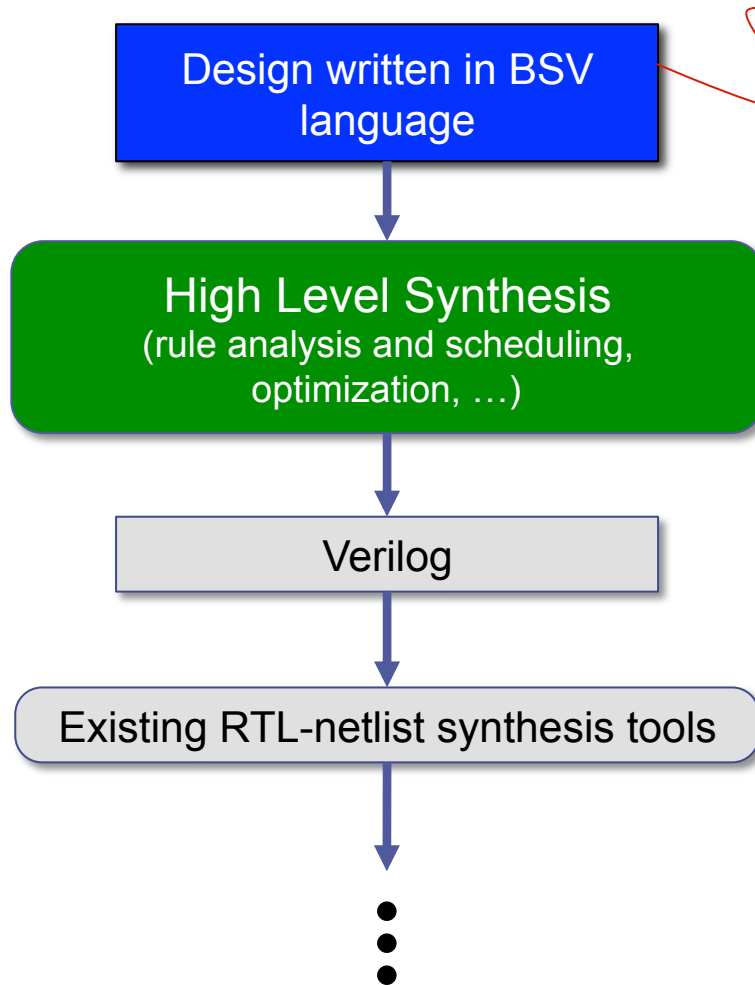 Design written in BSV
language
High Level Synthesis
(rule analysis and scheduling,
optimization, …)
Verilog
Existing RTL-netlist synthesis tools